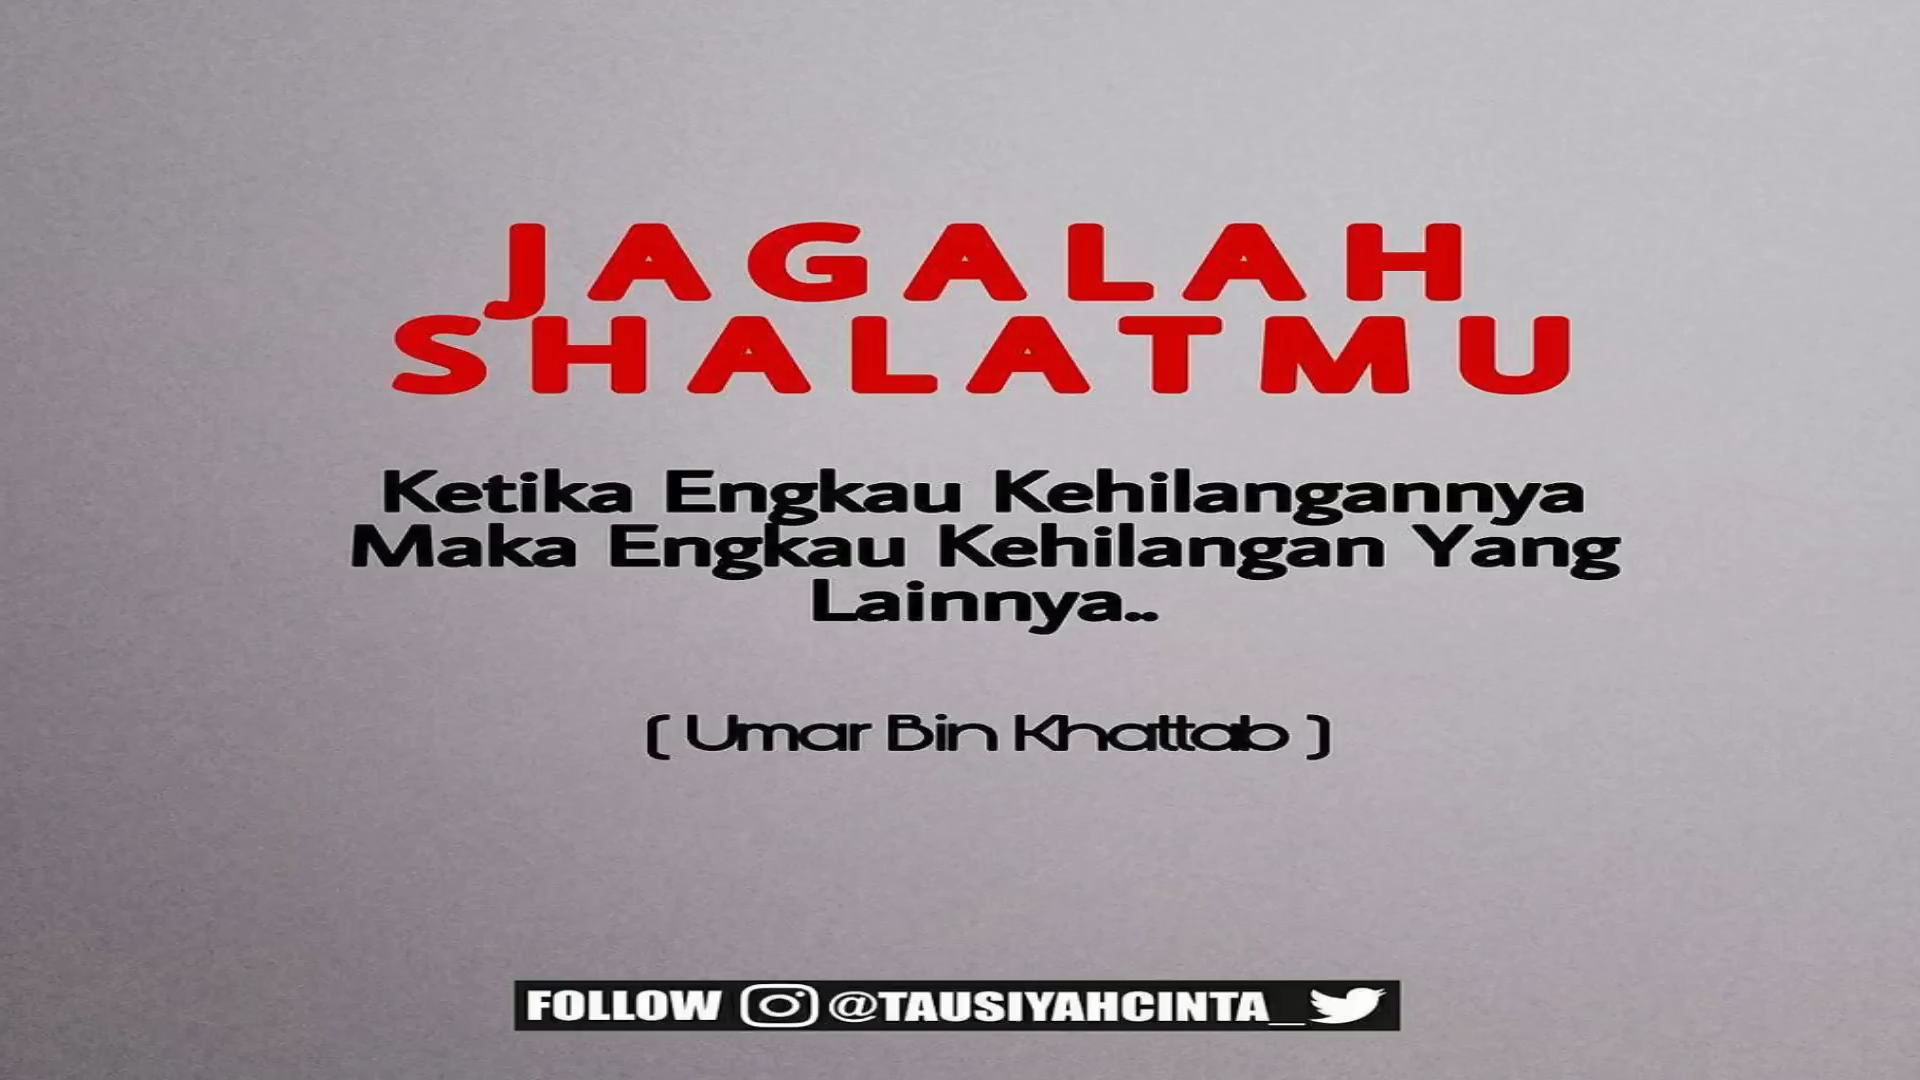 JAGALAH
SHALATMU
Ketika Engkau Kehilangannya
Maka Engkau Kehilangan Yang
Lainnya..
( Umar Bin Khattab )
FOLLOW @TAUSIYAHCINTA_